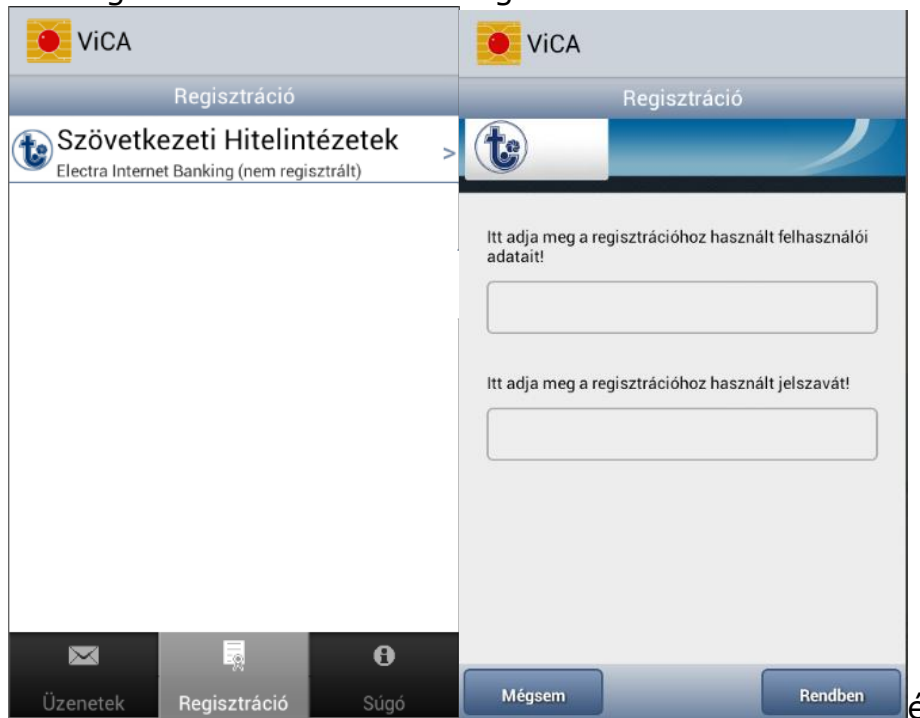 ViCA
Regisztráció
Szövetkezeti Hitelintézetek
>
Electra Internet Banking (nem regisztrált)
Üzenetek
Regisztráció
Súgó
ViCA
Regisztráció
Itt adja meg a regisztrációhoz használt felhasználói
adatait!
Itt adja meg a regisztrációhoz használt jelszavát!
Mégsem
Rendben
é